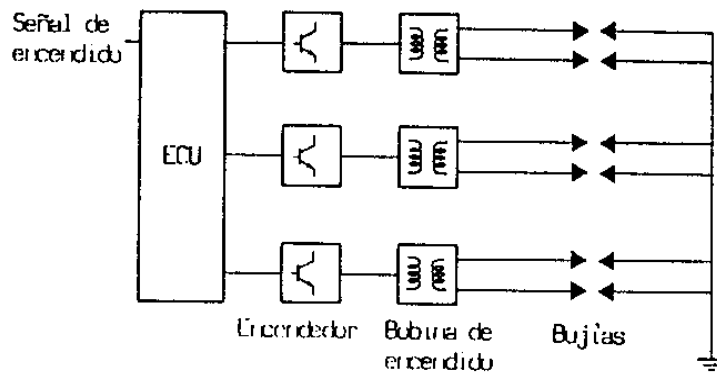 Señal de
encendido
ECU
Encendedor
Bobina de
encendido
Bujías